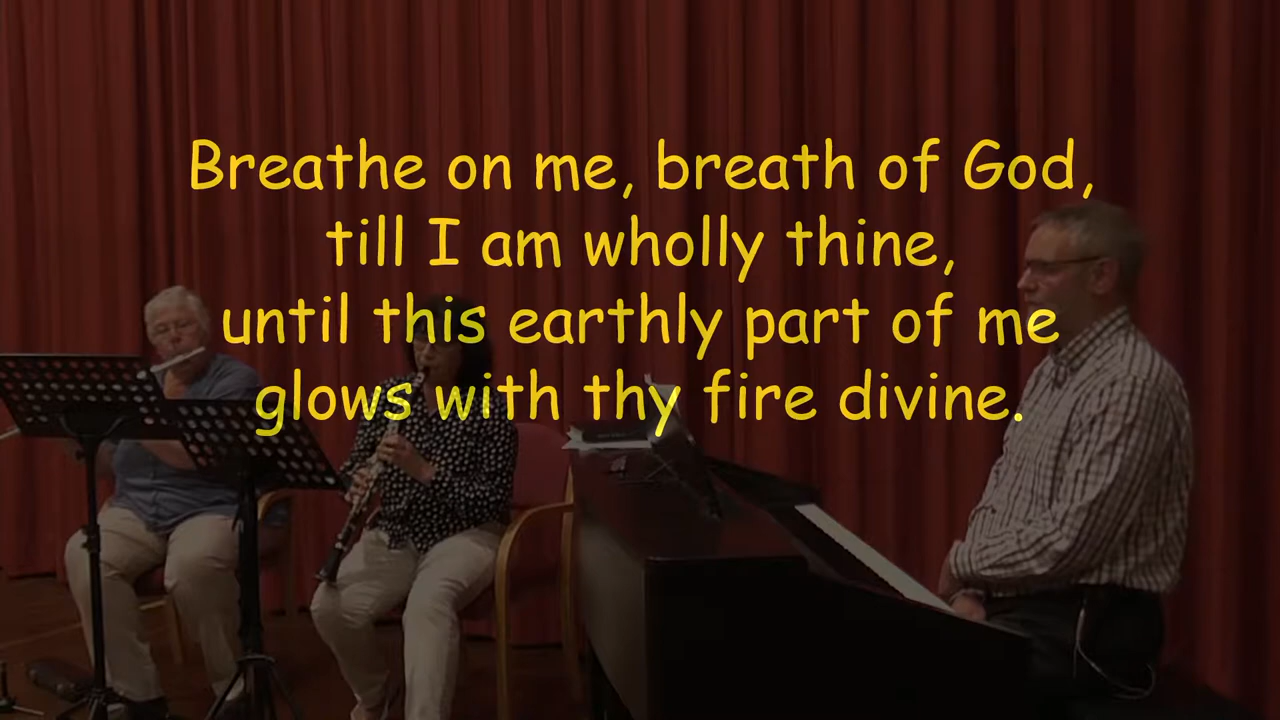 Breathe on me, breath of God,
till I am wholly thine,
until this earthly part of me
glows with thy fire divine.